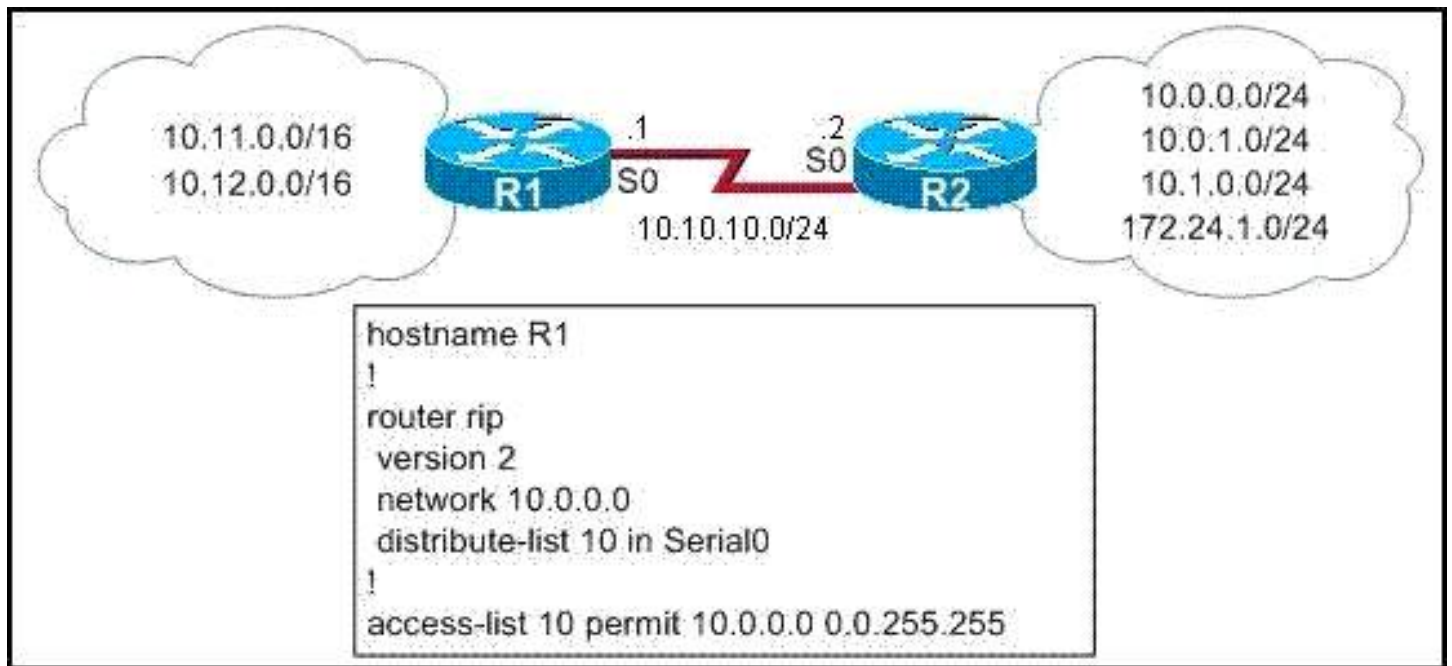 10.11.0.0/16
10.12.0.0/16
R1
.1
S0
10.10.10.0/24
.2
S0
R2
10.0.0.0/24
10.0.1.0/24
10.1.0.0/24
172.24.1.0/24
hostname R1
!
router rip
version 2
network 10.0.0.0
distribute-list 10 in Serial0
!
access-list 10 permit 10.0.0.0 0.0.255.255